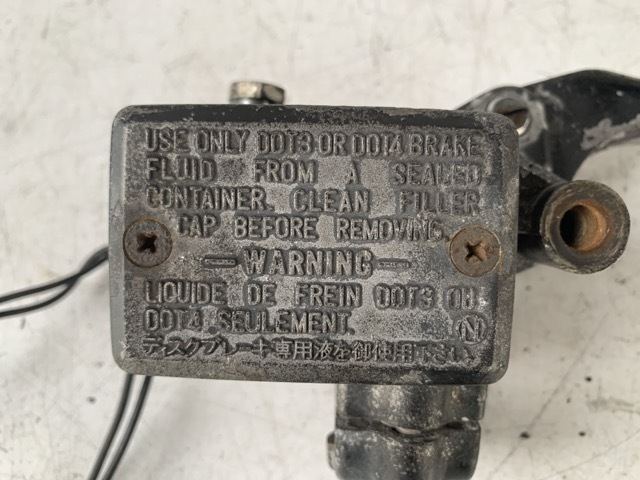 USE ONLY DOT3 OR DOT4 BRAKE
FLUID FROM A SEALED
CONTAINER. CLEAN FILLER
CAP BEFORE REMOVING.
WARNING
LIQUIDE DE FREIN DOT3 OU
DOT4 SEULEMENT.
N
ディスクブレーキ専用液を御使用下さい